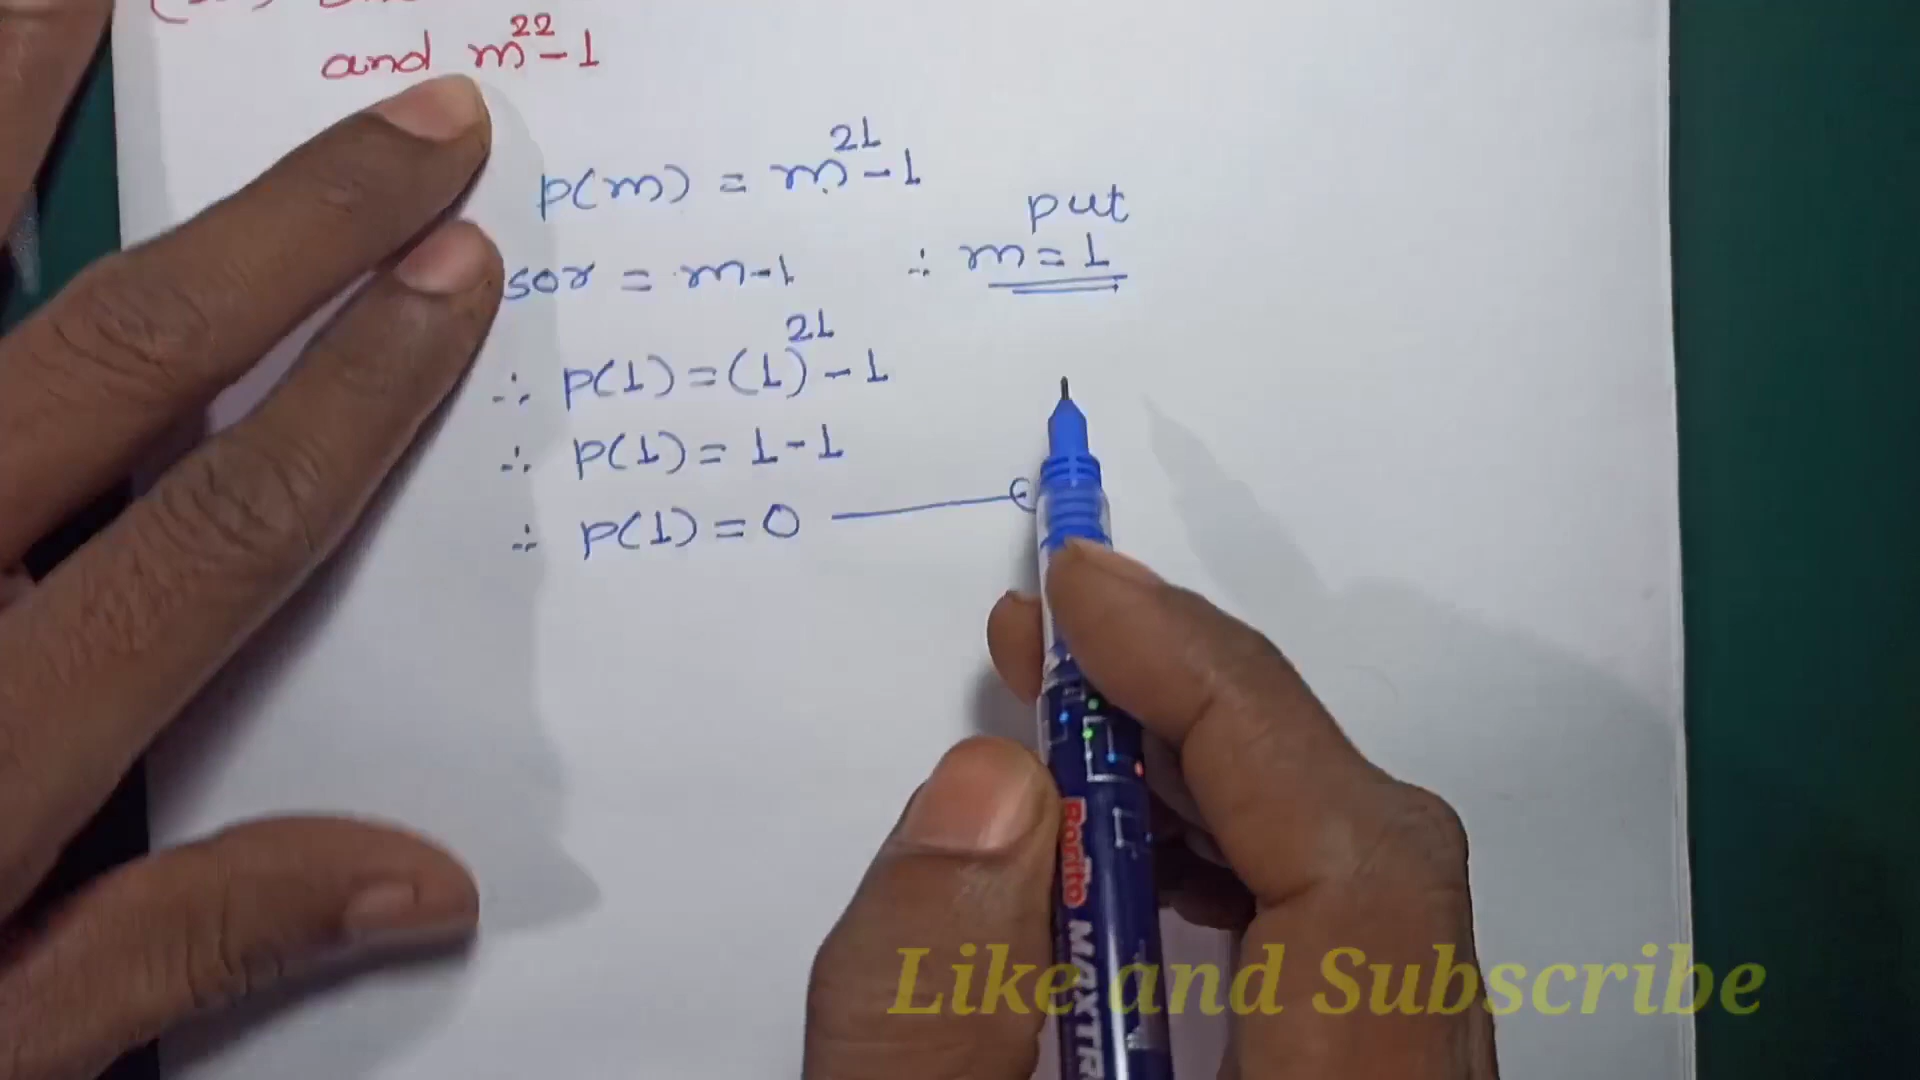 and m²²-1
p(m) = m²¹-1
put
sor = m-1 ∴ m=1
∴ p(1)=(1)²¹-1
∴ p(1)= 1-1
∴ p(1)=0
MAXTR
Like and Subscribe